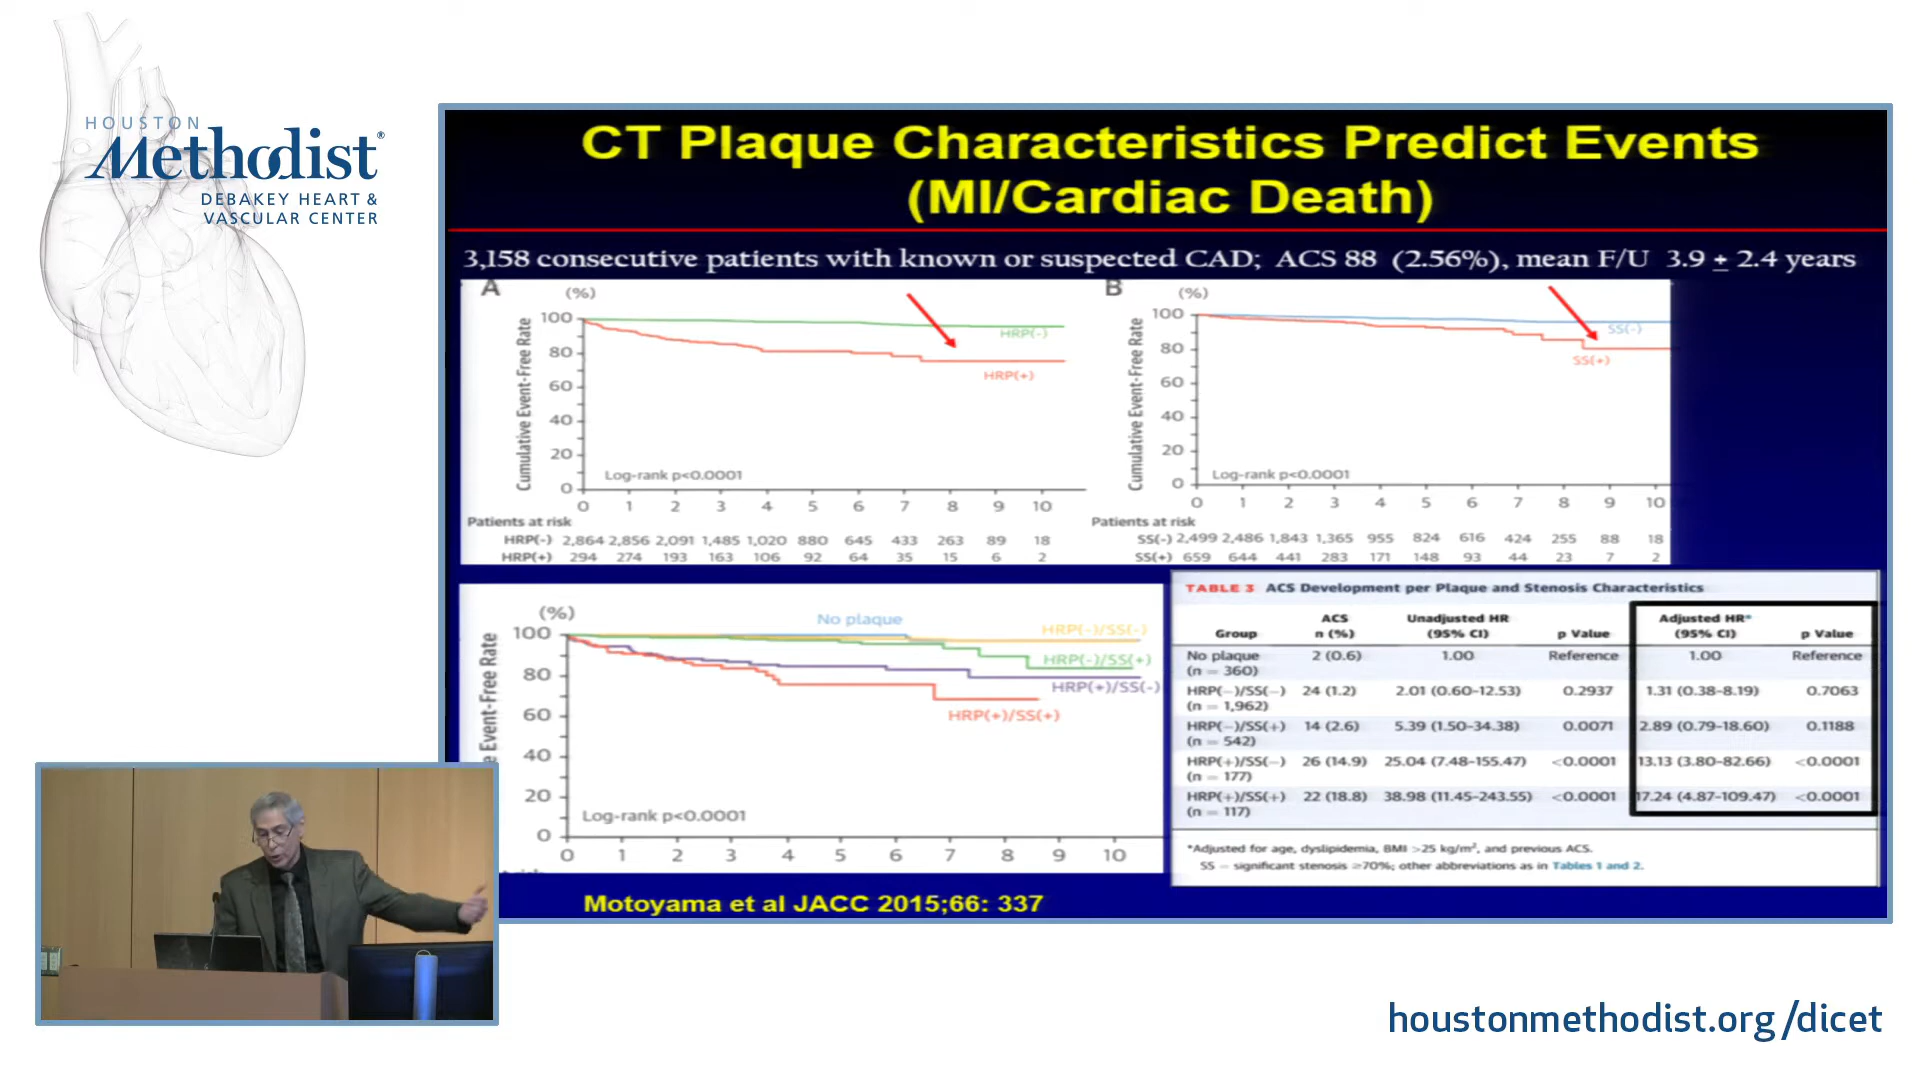 HOUSTON
Methodist®
DEBAKEY HEART &
VASCULAR CENTER
CT Plaque Characteristics Predict Events
(MI/Cardiac Death)
3,158 consecutive patients with known or suspected CAD; ACS 88 (2.56%), mean F/U 3.9 ± 2.4 years
A
(%)
Cumulative Event-Free Rate
100
80
60
40
20
0
HRP(-)
HRP(+)
Log-rank p<0.0001
0 1 2 3 4 5 6 7 8 9 10
Patients at risk
HRP(-) 2,864 2,856 2,091 1,485 1,020 880 645 433 263 89 18
HRP(+) 294 274 193 163 106 92 64 35 15 6 2
B
(%)
Cumulative Event-Free Rate
100
80
60
40
20
0
SS(-)
SS(+)
Log-rank p<0.0001
0 1 2 3 4 5 6 7 8 9 10
Patients at risk
SS(-) 2,499 2,486 1,843 1,365 955 824 616 424 255 88 18
SS(+) 659 644 441 283 171 148 93 44 23 7 2
(%)
e Event-Free Rate
100
80
60
40
20
0
No plaque
HRP(-)/SS(-)
HRP(-)/SS(+)
HRP(+)/SS(-)
HRP(+)/SS(+)
Log-rank p<0.0001
0 1 2 3 4 5 6 7 8 9 10
TABLE 3 ACS Development per Plaque and Stenosis Characteristics
Group ACS n (%) Unadjusted HR (95% CI) p Value Adjusted HR* (95% CI) p Value
No plaque 2 (0.6) 1.00 Reference 1.00 Reference
(n = 360)
HRP(−)/SS(−) 24 (1.2) 2.01 (0.60-12.53) 0.2937 1.31 (0.38-8.19) 0.7063
(n = 1,962)
HRP(−)/SS(+) 14 (2.6) 5.39 (1.50-34.38) 0.0071 2.89 (0.79-18.60) 0.1188
(n = 542)
HRP(+)/SS(−) 26 (14.9) 25.04 (7.48-155.47) <0.0001 13.13 (3.80-82.66) <0.0001
(n = 177)
HRP(+)/SS(+) 22 (18.8) 38.98 (11.45-243.55) <0.0001 17.24 (4.87-109.47) <0.0001
(n = 117)
*Adjusted for age, dyslipidemia, BMI >25 kg/m², and previous ACS.
SS = significant stenosis ≥70%; other abbreviations as in Tables 1 and 2.
Motoyama et al JACC 2015;66: 337
houstonmethodist.org/dicet